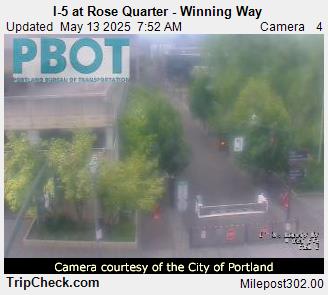 I-5 at Rose Quarter - Winning Way
Updated May 13 2025 7:52 AM Camera 4
PBOT
PORTLAND BUREAU OF TRANSPORTATION
Camera courtesy of the City of Portland
TripCheck.com Milepost302.00